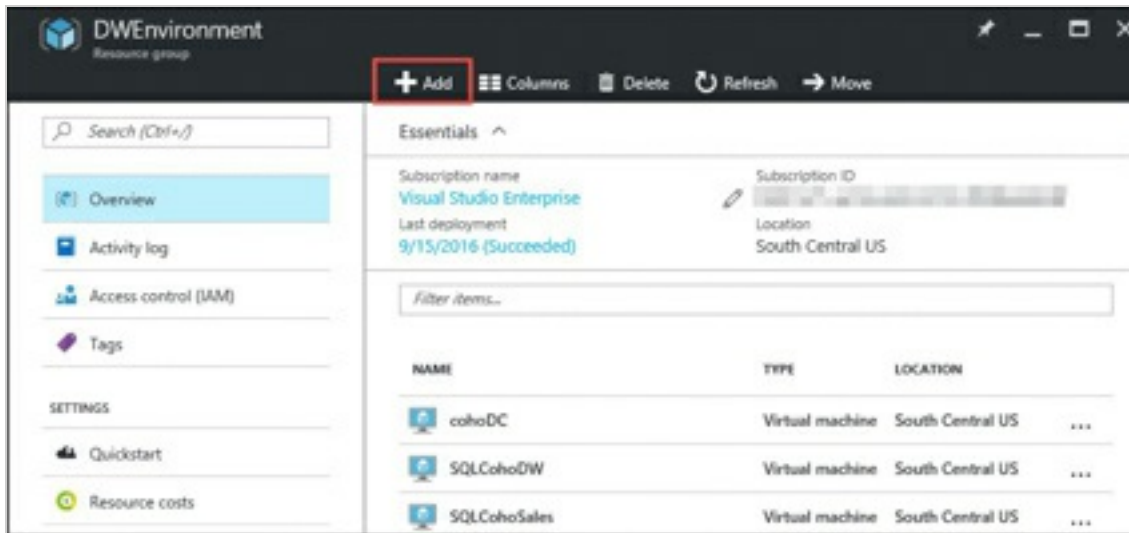 DWEnvironment
Resource group
Add Columns Delete Refresh Move
Search (Ctrl+/)
Overview
Activity log
Access control (IAM)
Tags
SETTINGS
Quickstart
Resource costs
Essentials
Subscription name Subscription ID
Visual Studio Enterprise
Last deployment Location
9/15/2016 (Succeeded) South Central US
Filter items...
NAME TYPE LOCATION
cohoDC Virtual machine South Central US ...
SQLCohoDW Virtual machine South Central US ...
SQLCohoSales Virtual machine South Central US ...